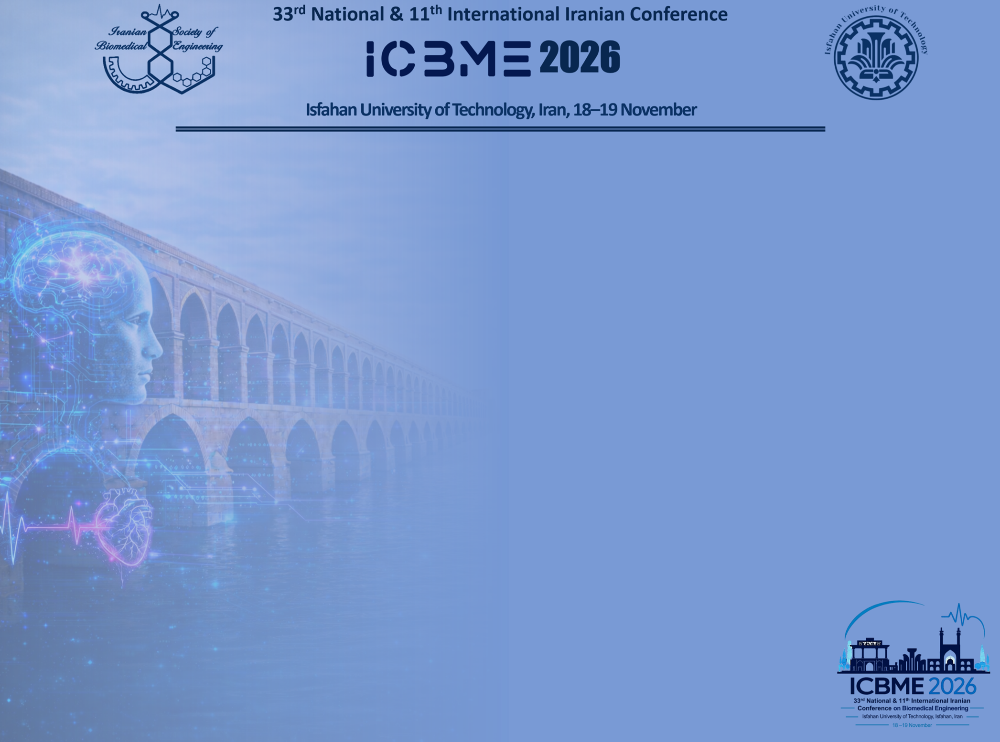 33rd National & 11th International Iranian Conference
Iranian Society of
Biomedical Engineering
iCBME 2026
Isfahan University of Technology
Isfahan University of Technology, Iran, 18–19 November
ICBME 2026
33rd National & 11th International Iranian
Conference on Biomedical Engineering
Isfahan University of Technology, Isfahan, Iran
18 –19 November